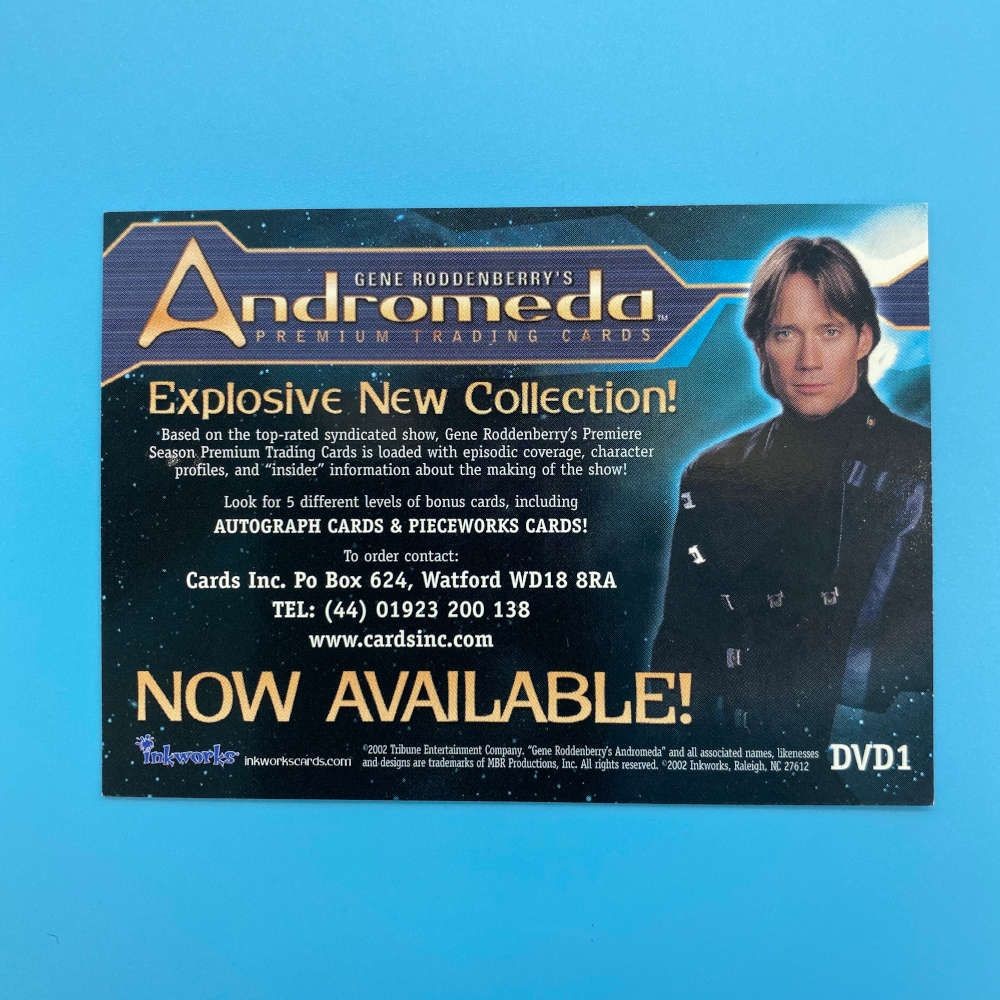 GENE RODDENBERRY'S
Andromeda™
PREMIUM TRADING CARDS
Explosive New Collection!
Based on the top-rated syndicated show, Gene Roddenberry's Premiere
Season Premium Trading Cards is loaded with episodic coverage, character
profiles, and "insider" information about the making of the show!
Look for 5 different levels of bonus cards, including
AUTOGRAPH CARDS & PIECEWORKS CARDS!
To order contact:
Cards Inc. Po Box 624, Watford WD18 8RA
TEL: (44) 01923 200 138
www.cardsinc.com
NOW AVAILABLE!
inkworks inkworkscards.com
©2002 Tribune Entertainment Company. "Gene Roddenberry's Andromeda" and all associated names, likenesses
and designs are trademarks of MBR Productions, Inc. All rights reserved. ©2002 Inkworks, Raleigh, NC 27612
DVD1